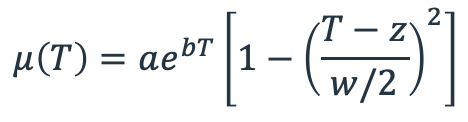 μ(T) = ae^{bT} [1 − ((T − z)/(w/2))^2]